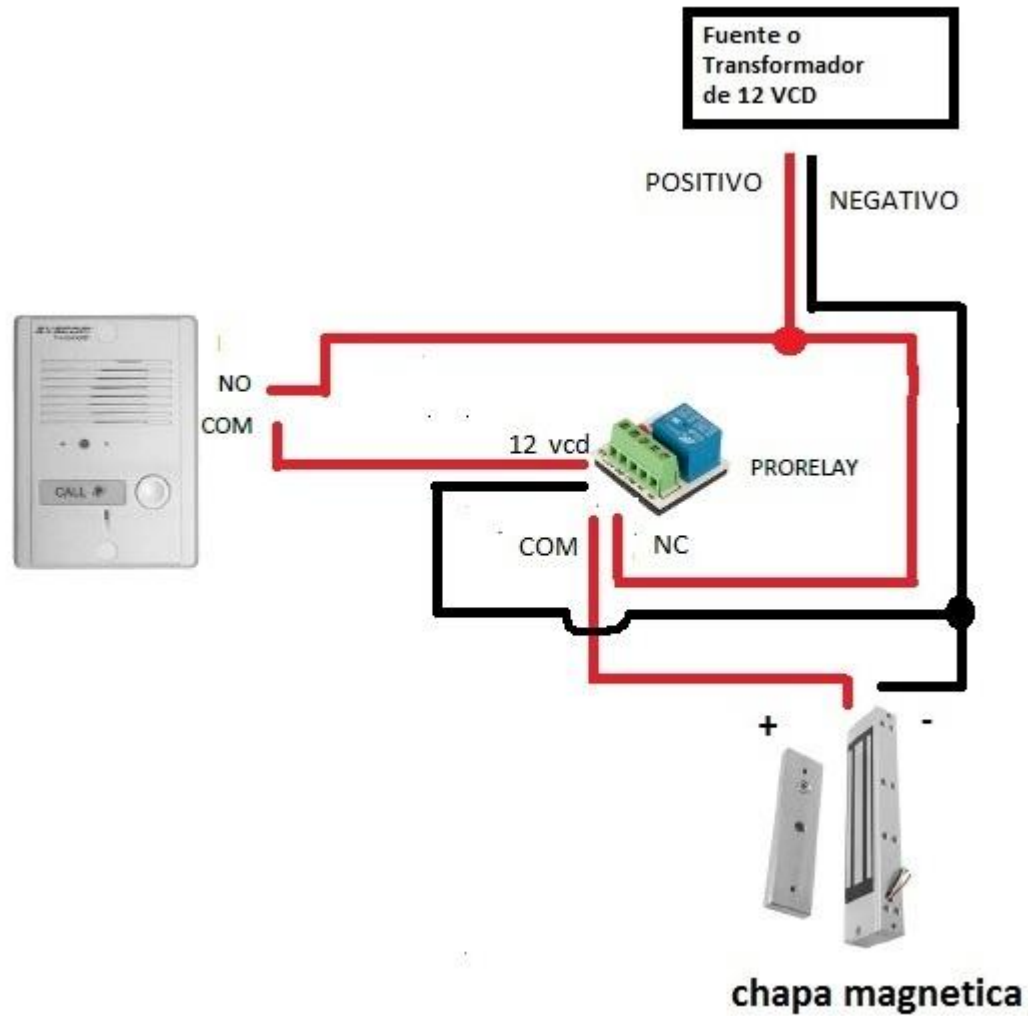 Fuente o
Transformador
de 12 VCD
POSITIVO
NEGATIVO
NO
COM
12 vcd
PRORELAY
CALL
COM
NC
+
-
chapa magnetica